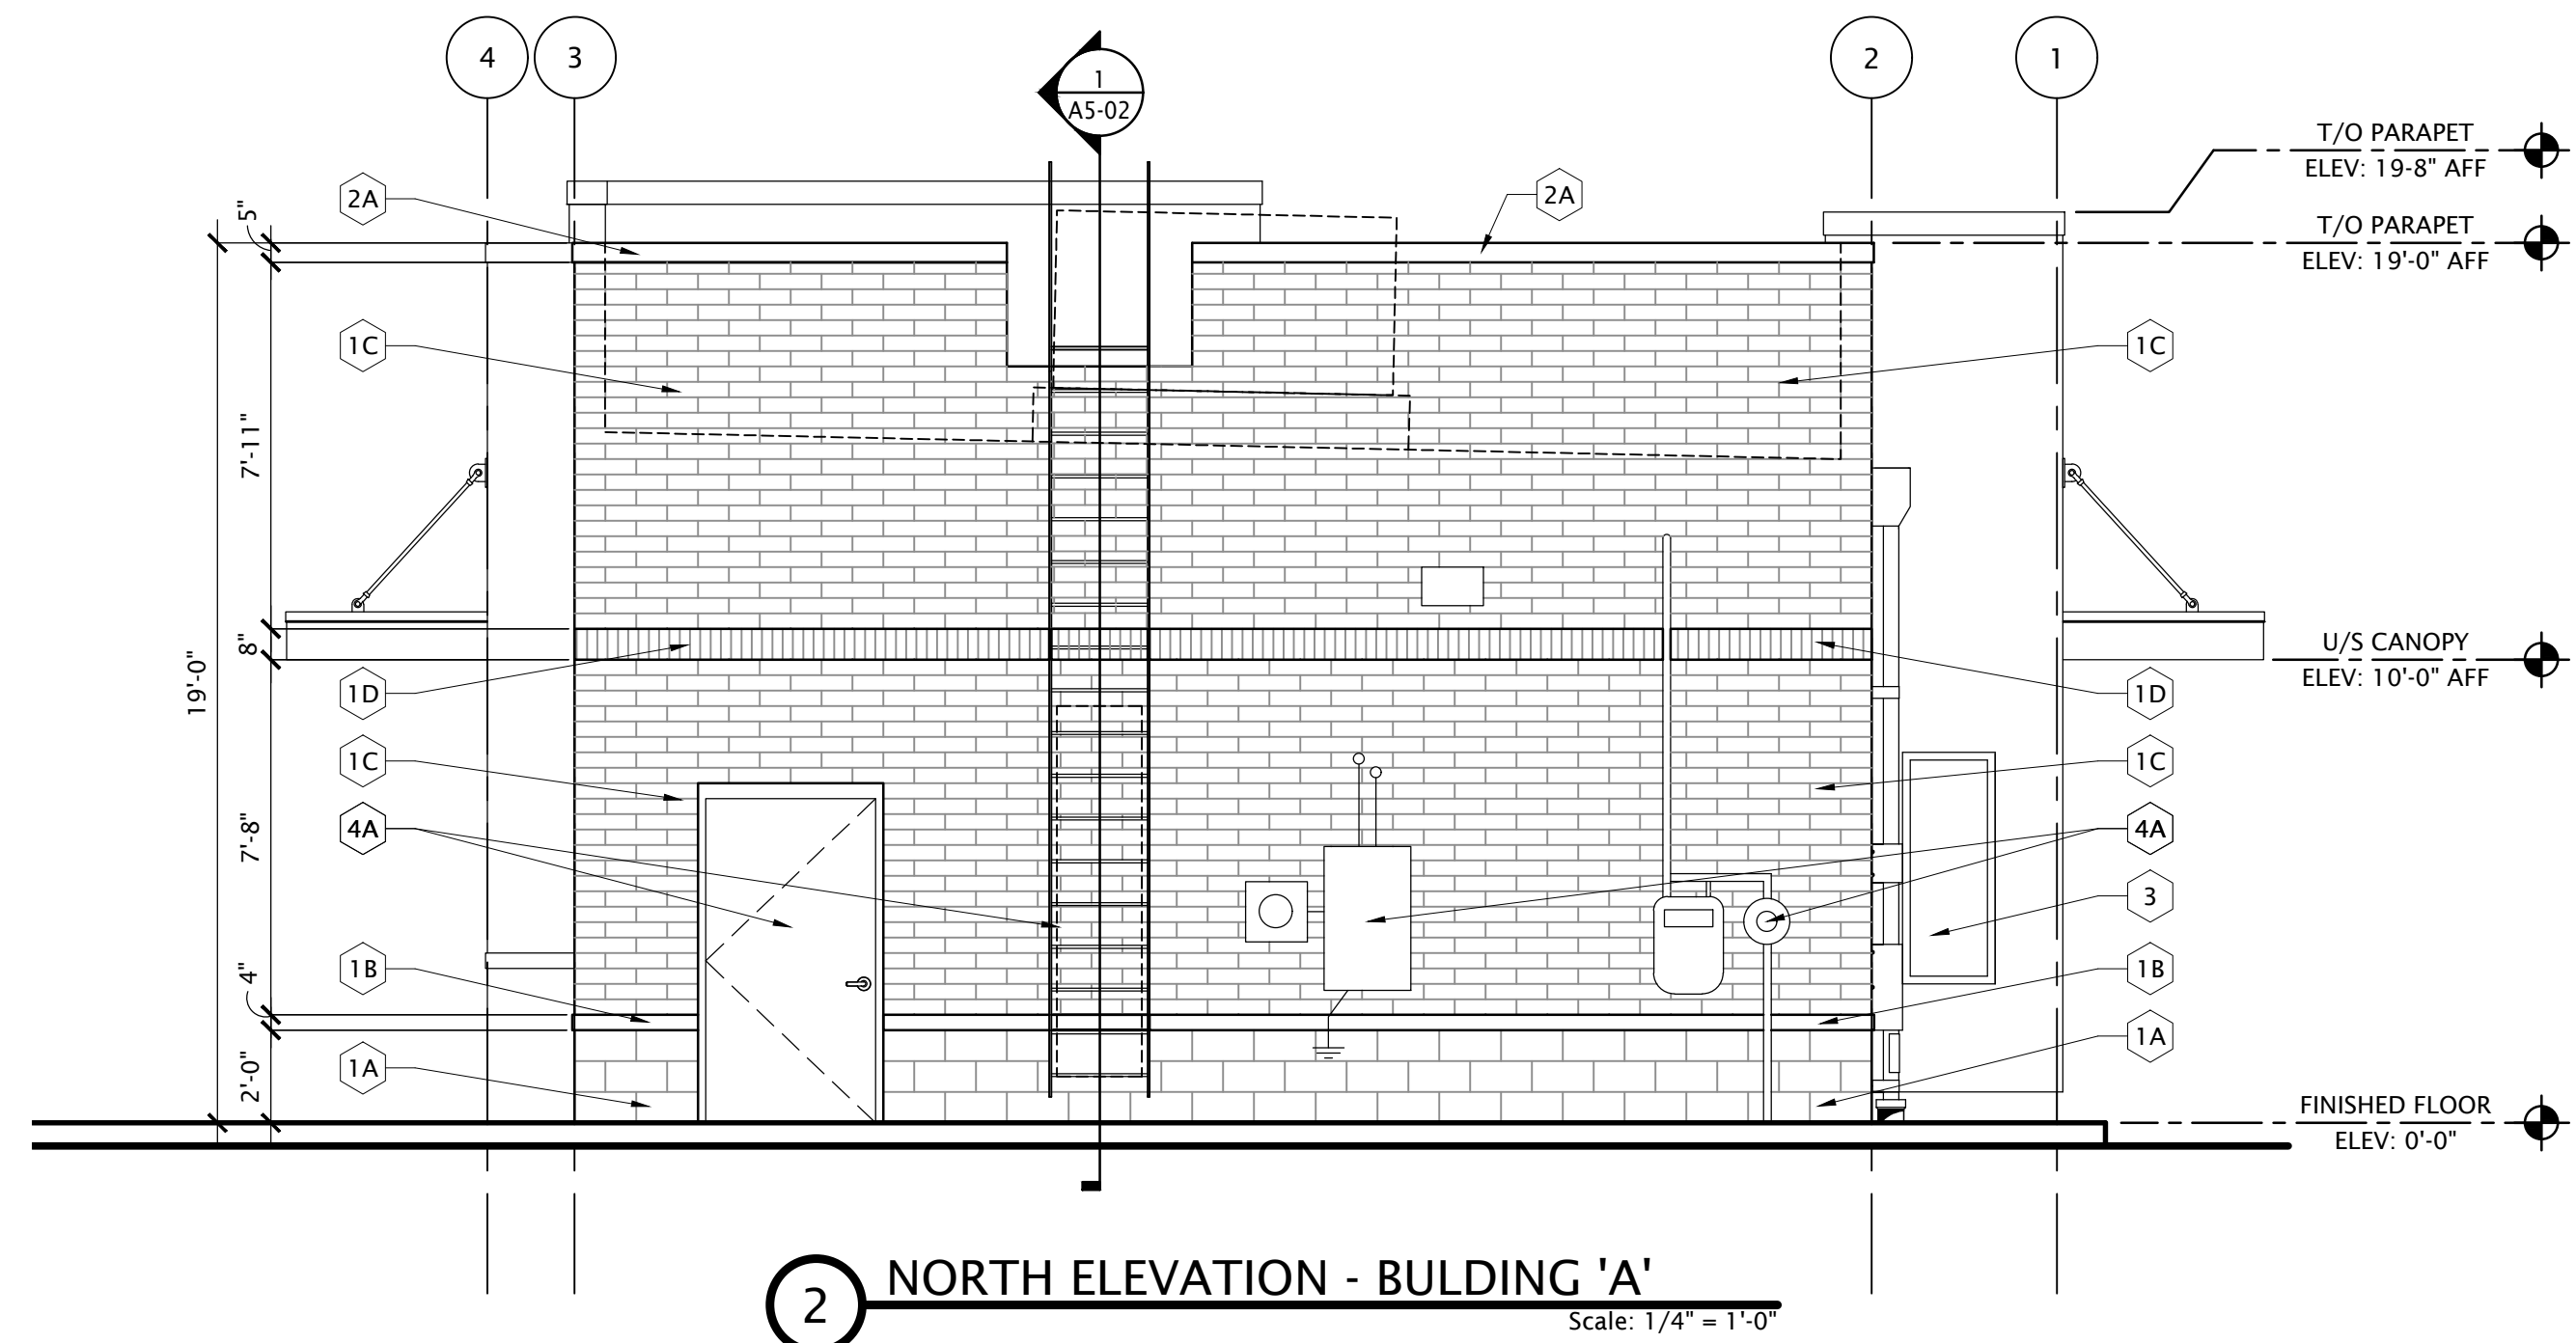 4
3
1
A5-02
2
1
T/O PARAPET
ELEV: 19-8" AFF
2A
2A
5"
T/O PARAPET
ELEV: 19'-0" AFF
1C
1C
7'-11"
8"
19'-0"
U/S CANOPY
ELEV: 10'-0" AFF
1D
1D
1C
1C
7'-8"
4A
4A
3
4"
1B
1B
1A
1A
2'-0"
FINISHED FLOOR
ELEV: 0'-0"
2
NORTH ELEVATION - BULDING 'A'
Scale: 1/4" = 1'-0"